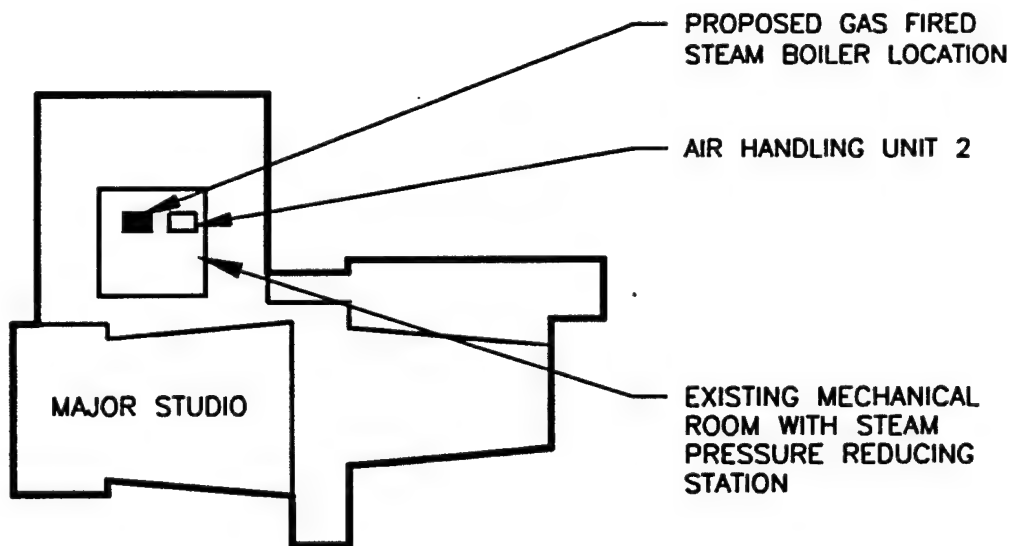 PROPOSED GAS FIRED
STEAM BOILER LOCATION
AIR HANDLING UNIT 2
MAJOR STUDIO
EXISTING MECHANICAL
ROOM WITH STEAM
PRESSURE REDUCING
STATION